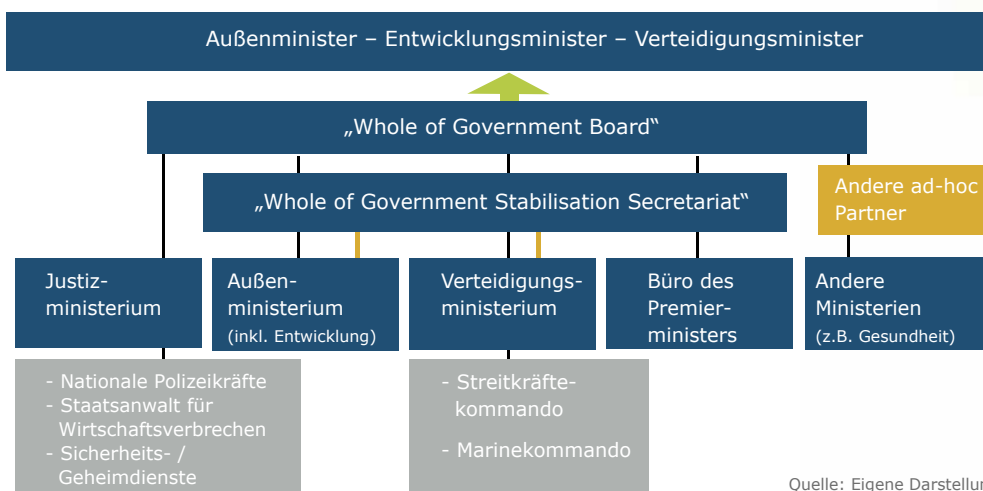 Außenminister – Entwicklungsminister – Verteidigungsminister
„Whole of Government Board“
„Whole of Government Stabilisation Secretariat“
Andere ad-hoc
Partner
Justiz-
ministerium
Außen-
ministerium
(inkl. Entwicklung)
Verteidigungs-
ministerium
Büro des
Premier-
ministers
Andere
Ministerien
(z.B. Gesundheit)
- Nationale Polizeikräfte
- Staatsanwalt für
Wirtschaftsverbrechen
- Sicherheits- /
Geheimdienste
- Streitkräfte-
kommando
- Marinekommando
Quelle: Eigene